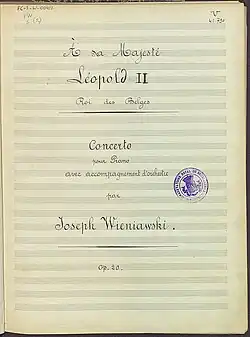 À Sa Majesté
Léopold II
Roi des Belges
Concerto
pour Piano
avec accompagnement d'orchestre
par
Joseph Wieniawski.
Op. 20.